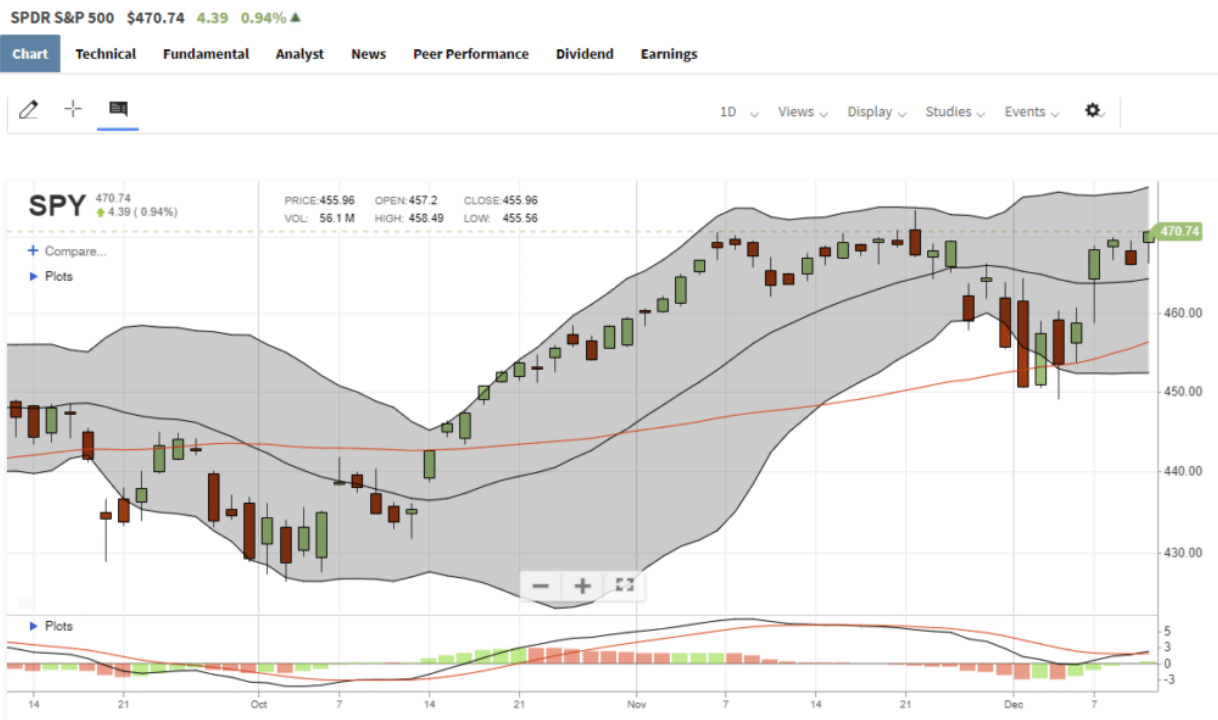 SPDR S&P 500 $470.74 4.39 0.94%
Chart Technical Fundamental Analyst News Peer Performance Dividend Earnings
1D Views Display Studies Events
SPY 470.74
4.39 ( 0.94%)
PRICE:455.96 OPEN:457.2 CLOSE:455.96
VOL: 56.1 M HIGH: 458.49 LOW: 455.56
+ Compare...
Plots
470.74
460.00
450.00
440.00
430.00
Plots
5
3
0
-3
14 21 Oct 7 14 21 Nov 7 14 21 Dec 7